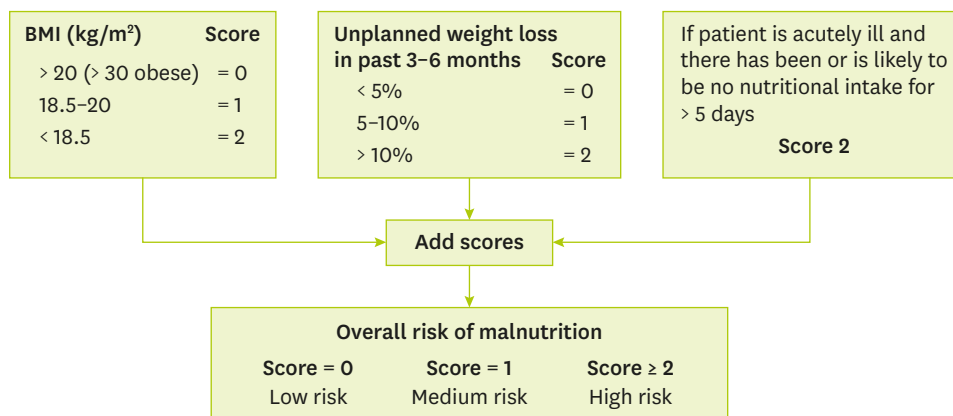 BMI (kg/m²) Score
> 20 (> 30 obese) = 0
18.5–20 = 1
< 18.5 = 2
Unplanned weight loss
in past 3–6 months Score
< 5% = 0
5–10% = 1
> 10% = 2
If patient is acutely ill and
there has been or is likely to
be no nutritional intake for
> 5 days
Score 2
Add scores
Overall risk of malnutrition
Score = 0 Score = 1 Score ≥ 2
Low risk Medium risk High risk